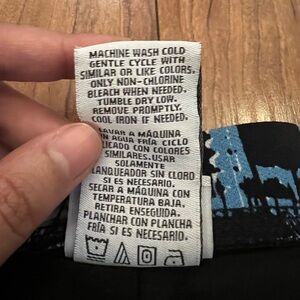 MACHINE WASH COLD
GENTLE CYCLE WITH
SIMILAR OR LIKE COLORS,
ONLY NON-CHLORINE
BLEACH WHEN NEEDED.
TUMBLE DRY LOW.
REMOVE PROMPTLY.
COOL IRON IF NEEDED.
LAVAR A MÁQUINA
AGUA FRÍA CICLO
CON COLORES
SIMILARES.USAR
SOLAMENTE
BLANQUEADOR SIN CLORO
SI ES NECESARIO.
SECAR A MÁQUINA CON
TEMPERATURA BAJA,
RETIRA ENSEGUIDA.
PLANCHAR CON PLANCHA
FRÍA SI ES NECESARIO.